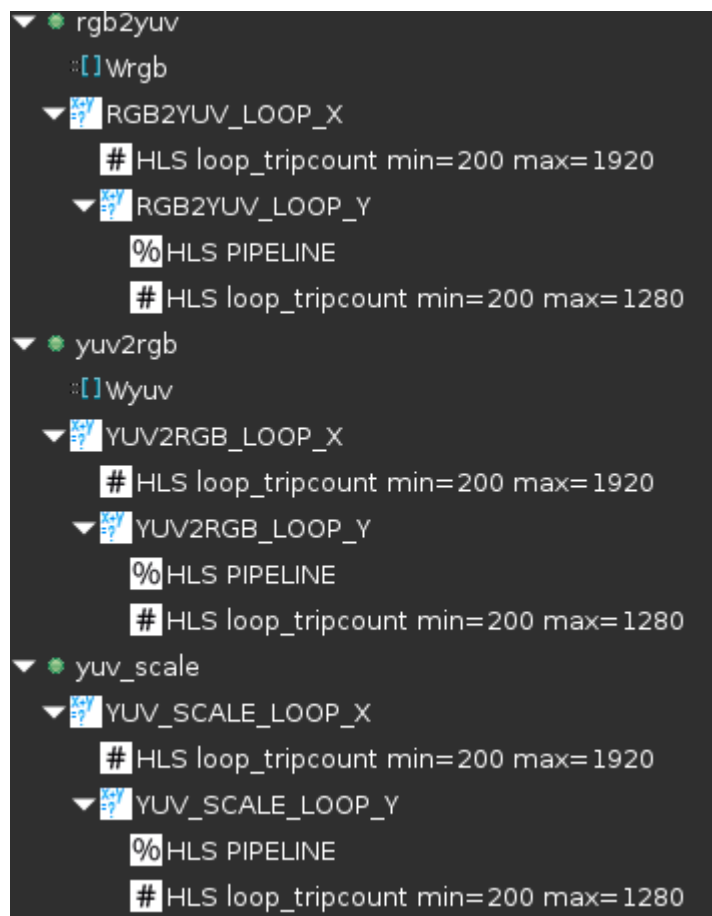 rgb2yuv
[] Wrgb
X+Y=? RGB2YUV_LOOP_X
# HLS loop_tripcount min=200 max=1920
X+Y=? RGB2YUV_LOOP_Y
% HLS PIPELINE
# HLS loop_tripcount min=200 max=1280
yuv2rgb
[] Wyuv
X+Y=? YUV2RGB_LOOP_X
# HLS loop_tripcount min=200 max=1920
X+Y=? YUV2RGB_LOOP_Y
% HLS PIPELINE
# HLS loop_tripcount min=200 max=1280
yuv_scale
X+Y=? YUV_SCALE_LOOP_X
# HLS loop_tripcount min=200 max=1920
X+Y=? YUV_SCALE_LOOP_Y
% HLS PIPELINE
# HLS loop_tripcount min=200 max=1280